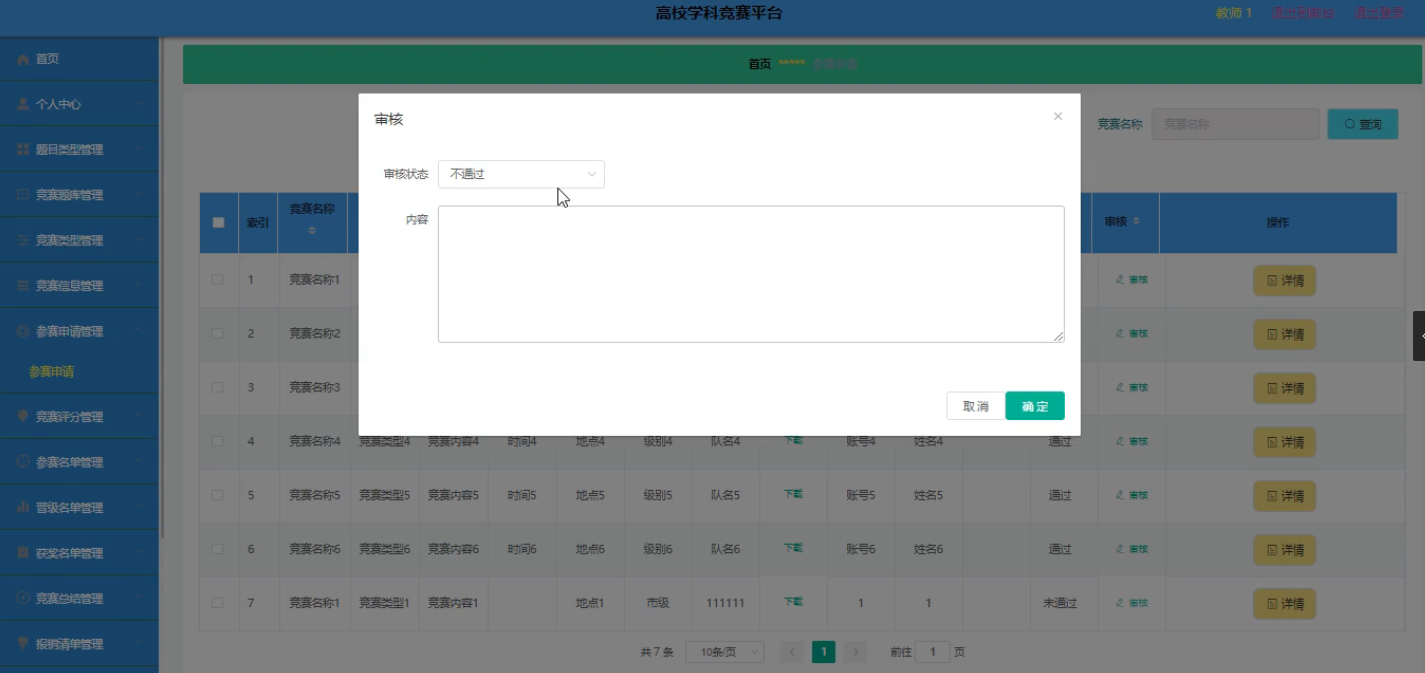 高校学科竞赛平台
教师 1 退出到前台 退出登录
首页
个人中心
题目类型管理
竞赛题库管理
竞赛类型管理
竞赛信息管理
参赛申请管理
参赛申请
竞赛评分管理
参赛名单管理
晋级名单管理
获奖名单管理
竞赛总结管理
报销清单管理
首页 ***** 参赛申请
竞赛名称 竞赛名称 查询
审核 ×
审核状态 不通过
内容
取消 确定
索引 竞赛名称 审核 操作
1 竞赛名称1 审核 详情
2 竞赛名称2 审核 详情
3 竞赛名称3 审核 详情
4 竞赛名称4 竞赛类型4 竞赛内容4 时间4 地点4 级别4 队名4 下载 账号4 姓名4 通过 审核 详情
5 竞赛名称5 竞赛类型5 竞赛内容5 时间5 地点5 级别5 队名5 下载 账号5 姓名5 通过 审核 详情
6 竞赛名称6 竞赛类型6 竞赛内容6 时间6 地点6 级别6 队名6 下载 账号6 姓名6 通过 审核 详情
7 竞赛名称1 竞赛类型1 竞赛内容1 地点1 市级 111111 下载 1 1 未通过 审核 详情
共 7 条 10条/页 < 1 > 前往 1 页